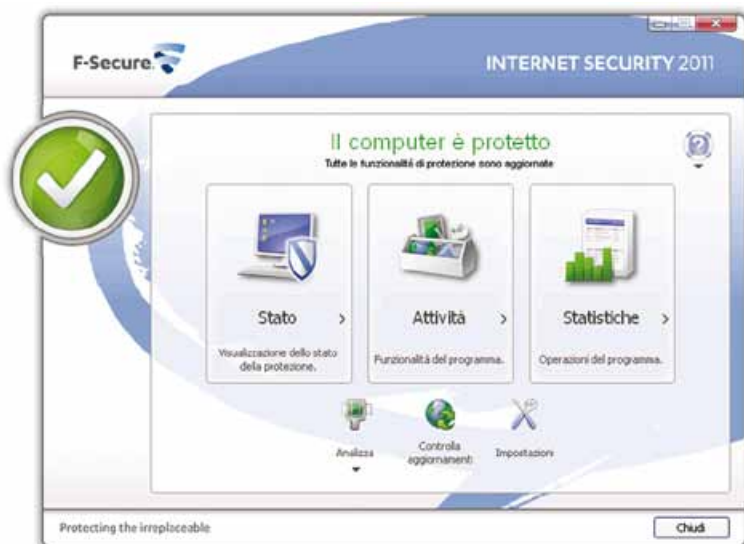 F-Secure.
INTERNET SECURITY 2011
Il computer è protetto
Tutte le funzionalità di protezione sono aggiornate
Stato
Visualizzazione dello stato
della protezione.
Attività
Funzionalità del programma.
Statistiche
Operazioni del programma.
Analizza
Controlla
aggiornamenti
Impostazioni
Protecting the irreplaceable
Chiudi